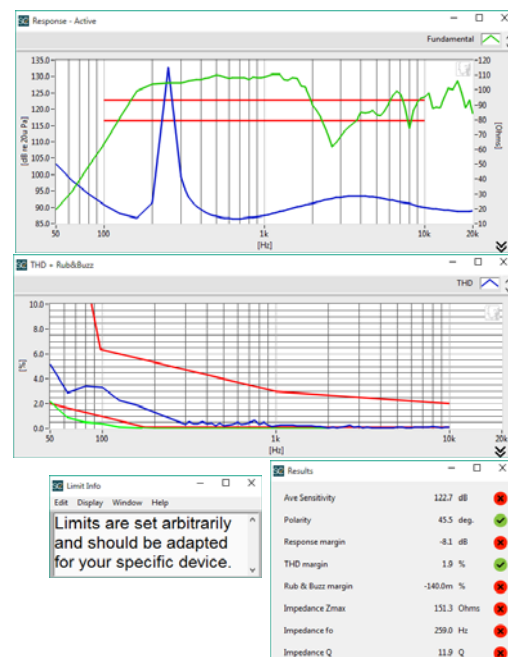 Response - Active
Fundamental
135.0
130.0
125.0
120.0
115.0
110.0
105.0
100.0
95.0
90.0
85.0
[dB re 20u Pa]
120
110
100
90
80
70
60
50
40
30
20
10
[Ohms]
50 100 1k 10k 20k
[Hz]
THD + Rub&Buzz
THD
10.0
8.0
6.0
4.0
2.0
0.0
[%]
50 100 1k 10k 20k
[Hz]
Limit Info
Edit Display Window Help
Limits are set arbitrarily
and should be adapted
for your specific device.
Results
Ave Sensitivity 122.7 dB
Polarity 45.5 deg.
Response margin -8.1 dB
THD margin 1.9 %
Rub & Buzz margin -140.0m %
Impedance Zmax 151.3 Ohms
Impedance fo 259.0 Hz
Impedance Q 11.9 Q